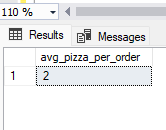 110 %
Results Messages
avg_pizza_per_order
1 2